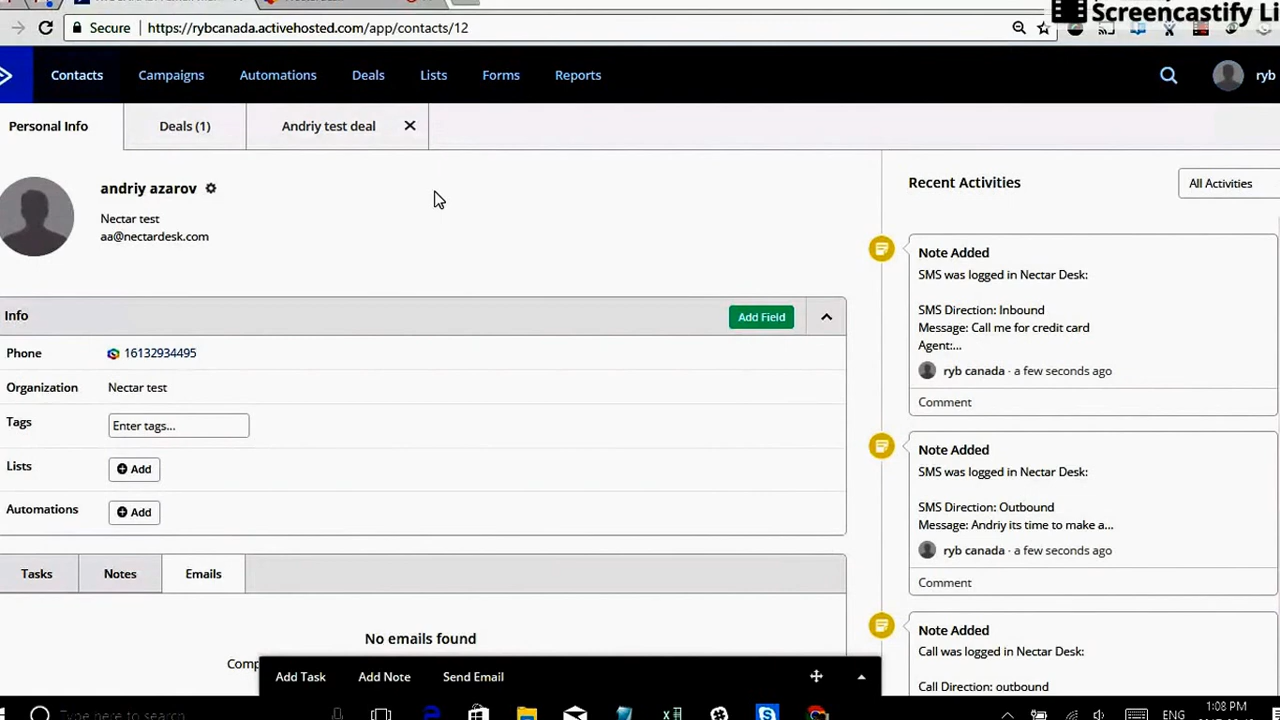 Screencastify Li
Secure
https://rybcanada.activehosted.com/app/contacts/12
Contacts
Campaigns
Automations
Deals
Lists
Forms
Reports
ryb
Personal Info
Deals (1)
Andriy test deal
andriy azarov
Nectar test
aa@nectardesk.com
Info
Add Field
Phone
16132934495
Organization
Nectar test
Tags
Enter tags...
Lists
Add
Automations
Add
Tasks
Notes
Emails
No emails found
Comp
Add Task
Add Note
Send Email
Recent Activities
All Activities
Note Added
SMS was logged in Nectar Desk:
SMS Direction: Inbound
Message: Call me for credit card
Agent:...
ryb canada · a few seconds ago
Comment
Note Added
SMS was logged in Nectar Desk:
SMS Direction: Outbound
Message: Andriy its time to make a...
ryb canada · a few seconds ago
Comment
Note Added
Call was logged in Nectar Desk:
Call Direction: outbound
Type here to search
ENG
1:08 PM